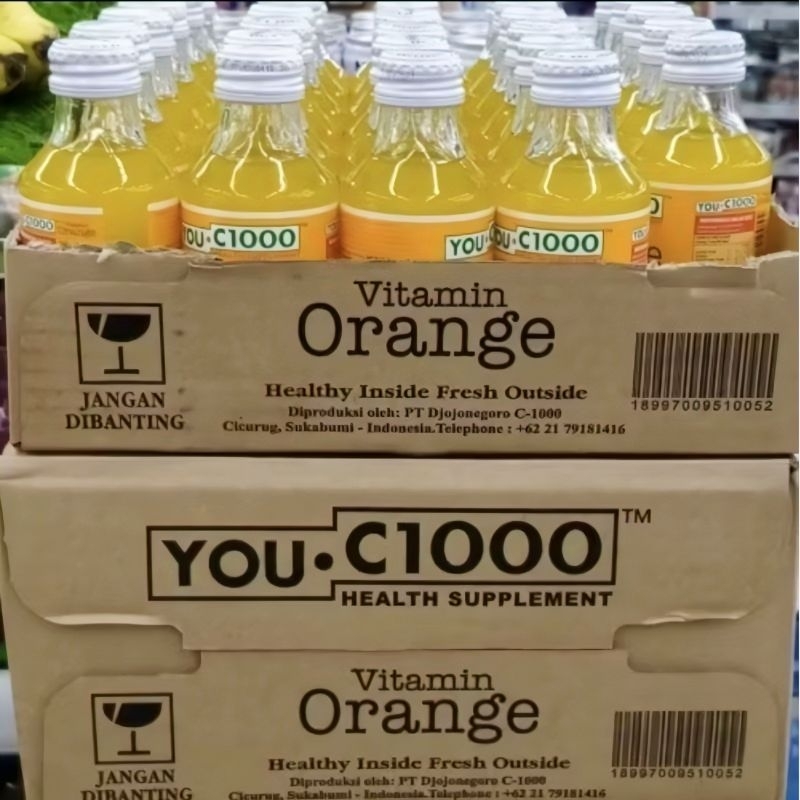 C1000
YOU·C1000
YOU
YOU·C1000
YOU·C1000
Vitamin
Orange
JANGAN
DIBANTING
Healthy Inside Fresh Outside
Diproduksi oleh: PT Djojonegoro C-1000
Cicurug, Sukabumi - Indonesia.Telephone : +62 21 79181416
18997009510052
YOU·C1000™
HEALTH SUPPLEMENT
Vitamin
Orange
JANGAN
DIBANTING
Healthy Inside Fresh Outside
Diproduksi oleh: PT Djojonegoro C-1000
Cicurug, Sukabumi - Indonesia.Telephone : +62 21 79181416
18997009510052